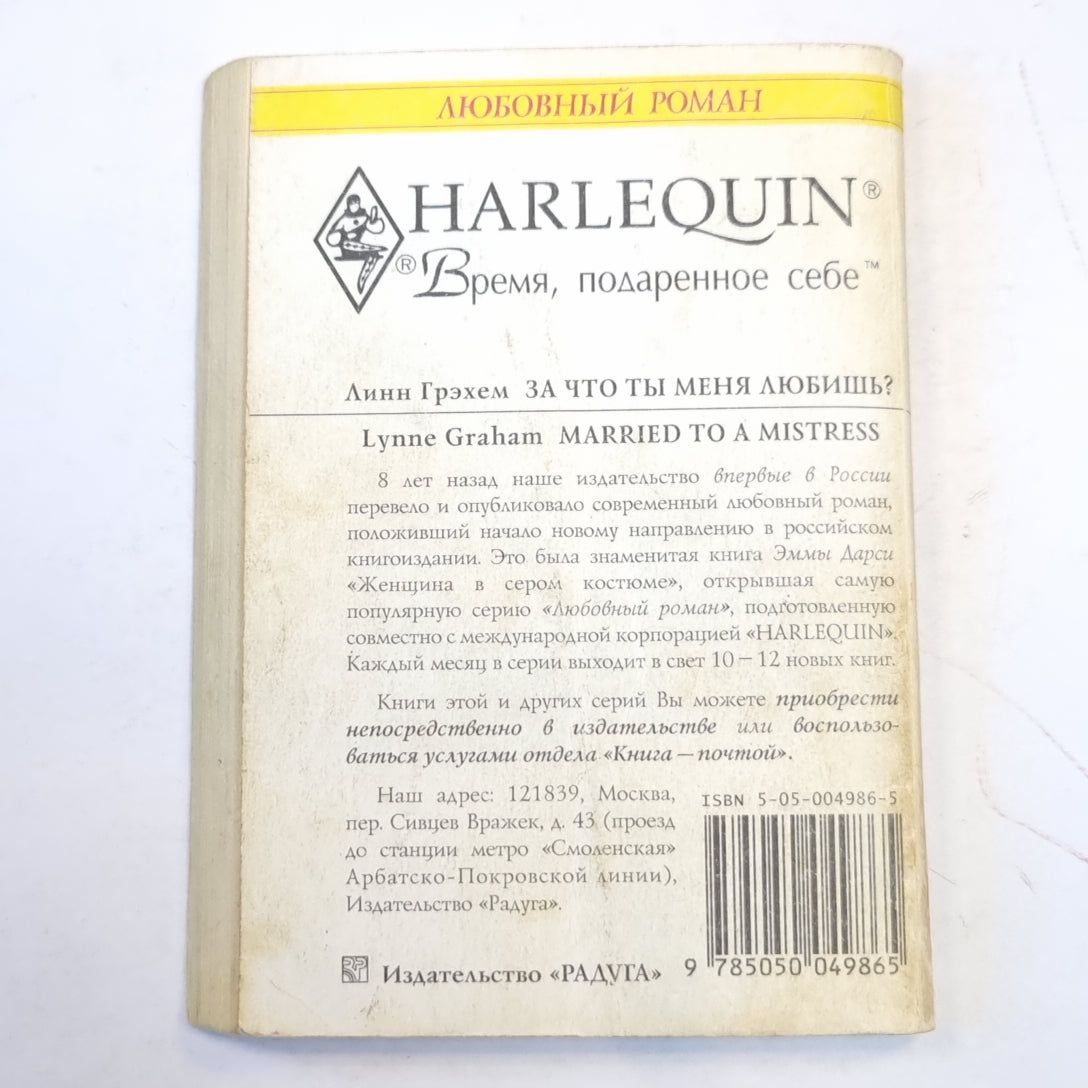 ЛЮБОВНЫЙ РОМАН
HARLEQUIN®
® Время, подаренное себе™
Линн Грэхем ЗА ЧТО ТЫ МЕНЯ ЛЮБИШЬ?
Lynne Graham MARRIED TO A MISTRESS
8 лет назад наше издательство впервые в России
перевело и опубликовало современный любовный роман,
положивший начало новому направлению в российском
книгоиздании. Это была знаменитая книга Эммы Дарси
«Женщина в сером костюме», открывшая самую
популярную серию «Любовный роман», подготовленную
совместно с международной корпорацией «HARLEQUIN».
Каждый месяц в серии выходит в свет 10 – 12 новых книг.
Книги этой и других серий Вы можете приобрести
непосредственно в издательстве или воспользо-
ваться услугами отдела «Книга – почтой».
Наш адрес: 121839, Москва,
пер. Сивцев Вражек, д. 43 (проезд
до станции метро «Смоленская»
Арбатско-Покровской линии),
Издательство «Радуга».
Издательство «РАДУГА»
ISBN 5-05-004986-5
9 785050 049865